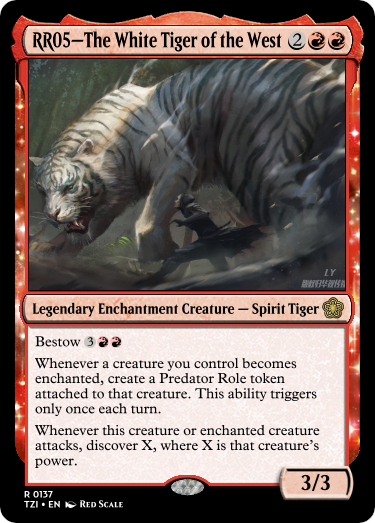 RR05–The White Tiger of the West 2
LY
Legendary Enchantment Creature — Spirit Tiger
Bestow 3
Whenever a creature you control becomes
enchanted, create a Predator Role token
attached to that creature. This ability triggers
only once each turn.
Whenever this creature or enchanted creature
attacks, discover X, where X is that creature's
power.
3/3
R 0137
TZI • EN Red Scale